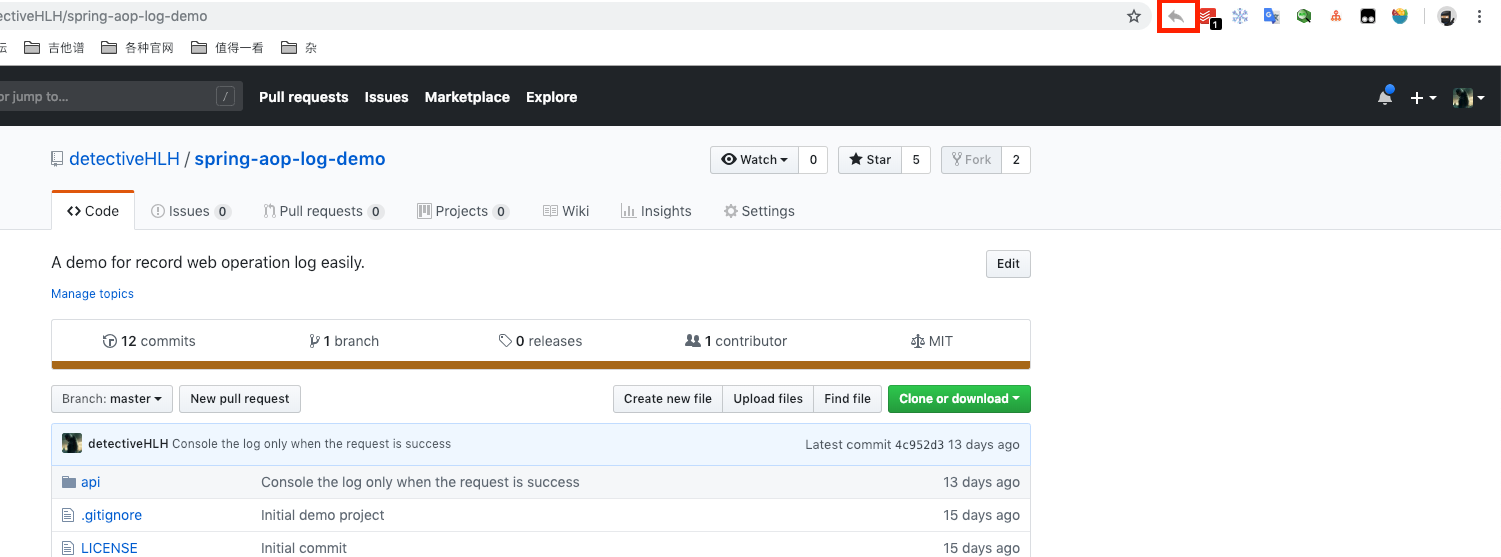 ectiveHLH/spring-aop-log-demo
1
坛 吉他谱 各种官网 值得一看 杂
or jump to... / Pull requests Issues Marketplace Explore
detectiveHLH / spring-aop-log-demo Watch 0 Star 5 Fork 2
Code Issues 0 Pull requests 0 Projects 0 Wiki Insights Settings
A demo for record web operation log easily. Edit
Manage topics
12 commits 1 branch 0 releases 1 contributor MIT
Branch: master New pull request Create new file Upload files Find file Clone or download
detectiveHLH Console the log only when the request is success Latest commit 4c952d3 13 days ago
api Console the log only when the request is success 13 days ago
.gitignore Initial demo project 15 days ago
LICENSE Initial commit 15 days ago